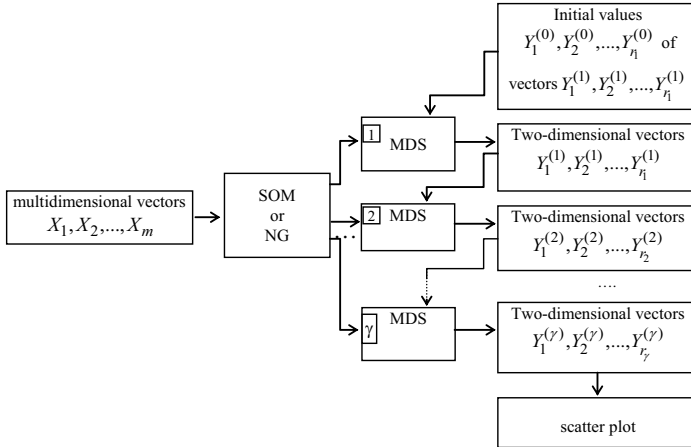 Initial values
Y_1^{(0)}, Y_2^{(0)},..., Y_{r_1}^{(0)} of
vectors Y_1^{(1)}, Y_2^{(1)},..., Y_{r_1}^{(1)}
1
MDS
Two-dimensional vectors
Y_1^{(1)}, Y_2^{(1)},..., Y_{r_1}^{(1)}
multidimensional vectors
X_1, X_2,..., X_m
SOM
or
NG
2
MDS
Two-dimensional vectors
Y_1^{(2)}, Y_2^{(2)},..., Y_{r_2}^{(2)}
....
....
γ
MDS
Two-dimensional vectors
Y_1^{(γ)}, Y_2^{(γ)},..., Y_{r_γ}^{(γ)}
scatter plot